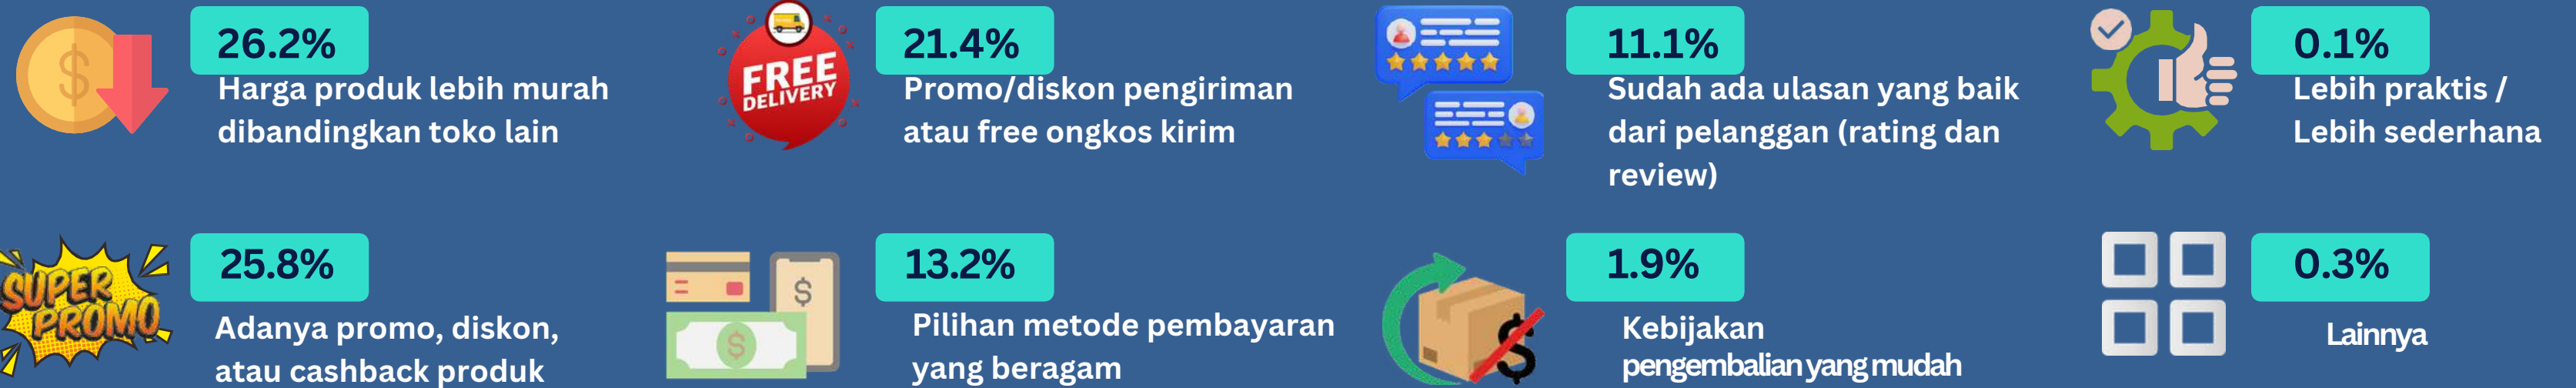 26.2%
Harga produk lebih murah
dibandingkan toko lain
FREE
DELIVERY
21.4%
Promo/diskon pengiriman
atau free ongkos kirim
11.1%
Sudah ada ulasan yang baik
dari pelanggan (rating dan
review)
0.1%
Lebih praktis /
Lebih sederhana
SUPER
PROMO
25.8%
Adanya promo, diskon,
atau cashback produk
13.2%
Pilihan metode pembayaran
yang beragam
1.9%
Kebijakan
pengembalian yang mudah
0.3%
Lainnya